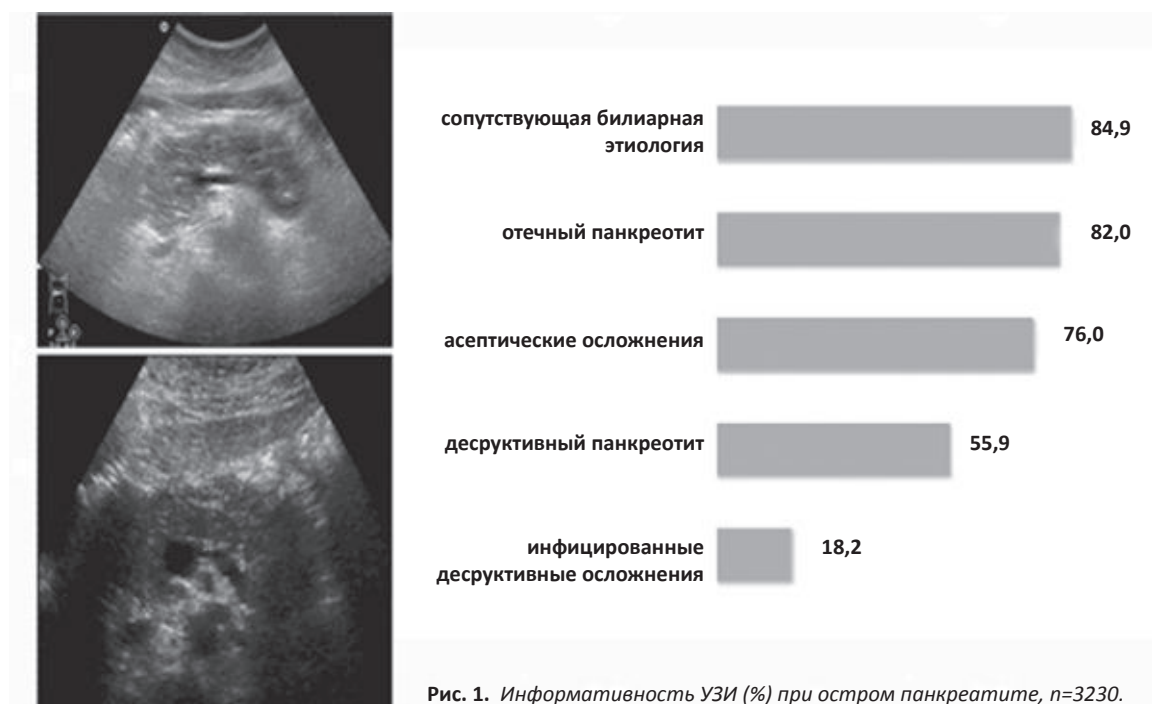 сопутствующая билиарная
этиология
84,9
отечный панкреотит
82,0
асептические осложнения
76,0
десруктивный панкреотит
55,9
инфицированные
десруктивные осложнения
18,2
Рис. 1. Информативность УЗИ (%) при остром панкреатите, n=3230.